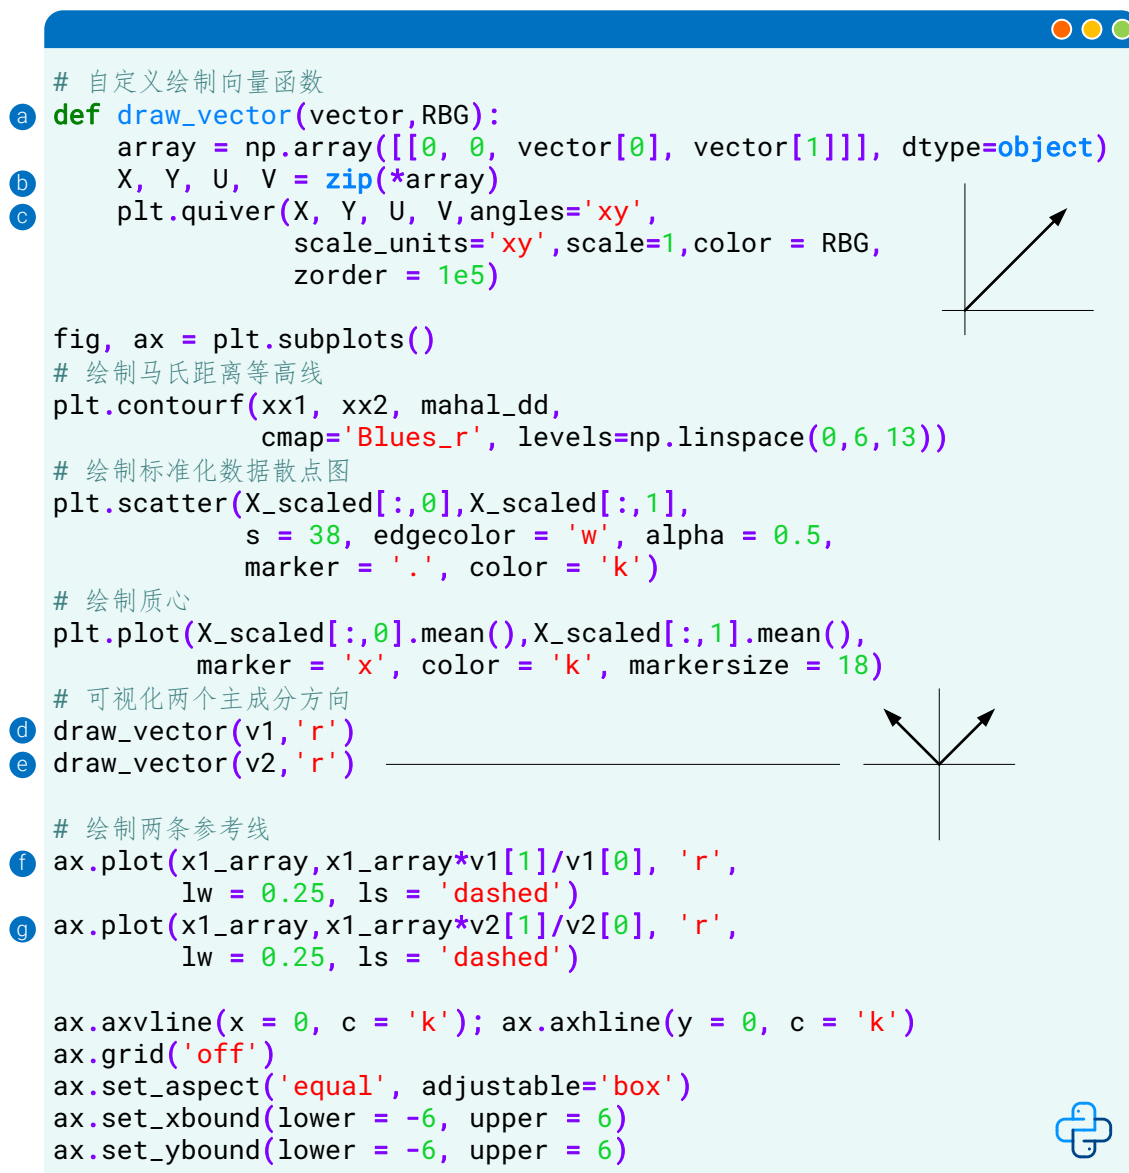 # 自定义绘制向量函数
a def draw_vector(vector,RBG):
array = np.array([[0, 0, vector[0], vector[1]]], dtype=object)
b X, Y, U, V = zip(*array)
c plt.quiver(X, Y, U, V,angles='xy',
scale_units='xy',scale=1,color = RBG,
zorder = 1e5)
fig, ax = plt.subplots()
# 绘制马氏距离等高线
plt.contourf(xx1, xx2, mahal_dd,
cmap='Blues_r', levels=np.linspace(0,6,13))
# 绘制标准化数据散点图
plt.scatter(X_scaled[:,0],X_scaled[:,1],
s = 38, edgecolor = 'w', alpha = 0.5,
marker = '.', color = 'k')
# 绘制质心
plt.plot(X_scaled[:,0].mean(),X_scaled[:,1].mean(),
marker = 'x', color = 'k', markersize = 18)
# 可视化两个主成分方向
d draw_vector(v1,'r')
e draw_vector(v2,'r')
# 绘制两条参考线
f ax.plot(x1_array,x1_array*v1[1]/v1[0], 'r',
lw = 0.25, ls = 'dashed')
g ax.plot(x1_array,x1_array*v2[1]/v2[0], 'r',
lw = 0.25, ls = 'dashed')
ax.axvline(x = 0, c = 'k'); ax.axhline(y = 0, c = 'k')
ax.grid('off')
ax.set_aspect('equal', adjustable='box')
ax.set_xbound(lower = -6, upper = 6)
ax.set_ybound(lower = -6, upper = 6)